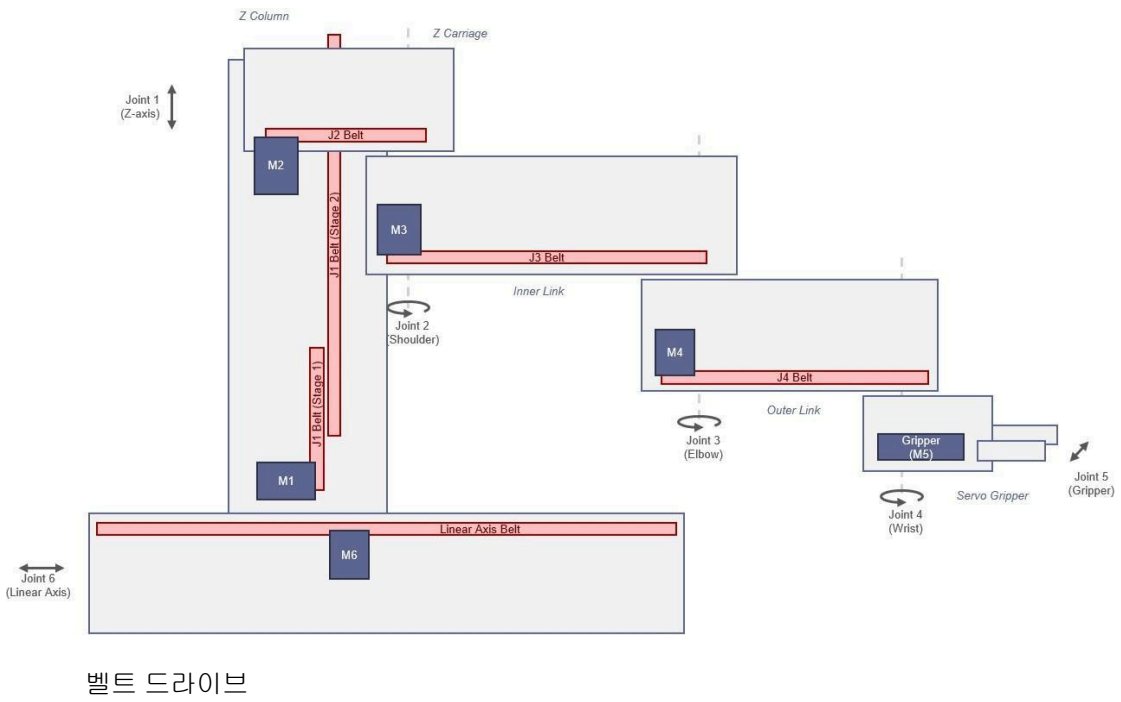 Z Column
Z Carriage
Joint 1
(Z-axis)
J2 Belt
M2
J1 Belt (Stage 2)
M3
J3 Belt
Inner Link
Joint 2
(Shoulder)
J1 Belt (Stage 1)
M4
J4 Belt
Outer Link
Joint 3
(Elbow)
Gripper
(M5)
Joint 5
(Gripper)
Servo Gripper
Joint 4
(Wrist)
M1
Linear Axis Belt
M6
Joint 6
(Linear Axis)
벨트 드라이브